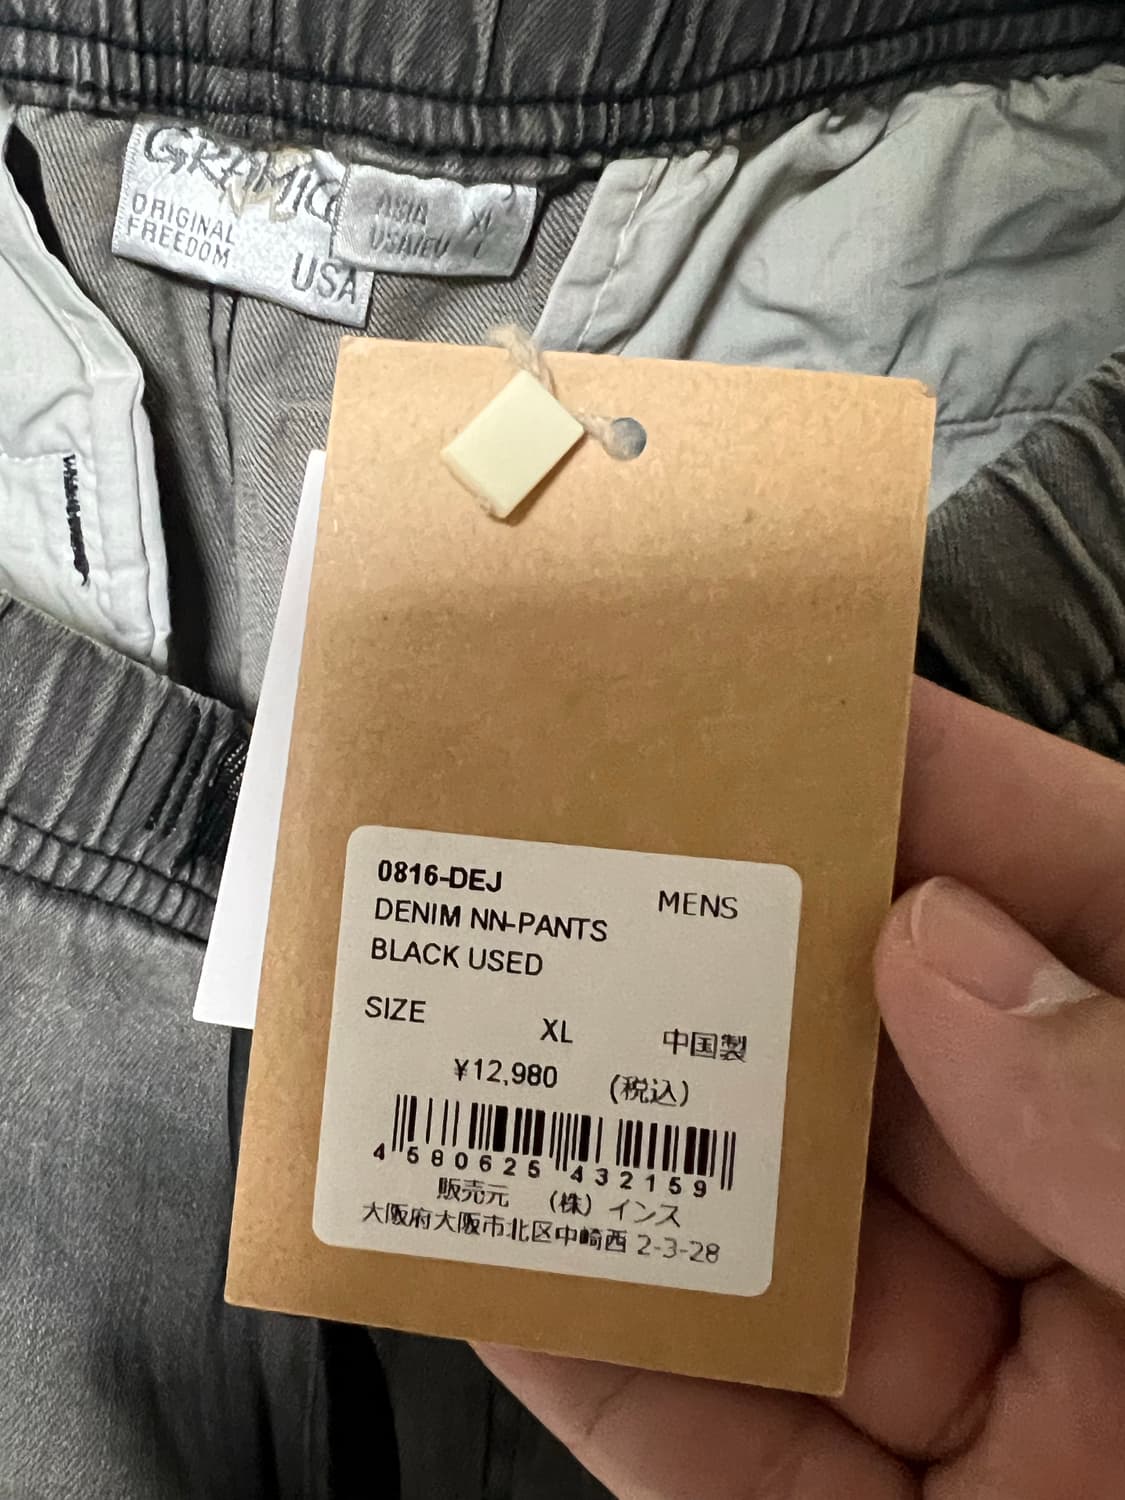 GRAMICCI
ORIGINAL
FREEDOM
USA
ASIA XL
USA/EU L
0816-DEJ
MENS
DENIM NN-PANTS
BLACK USED
SIZE XL 中国製
¥12,980 (税込)
4 580625 432159
販売元 (株) インス
大阪府大阪市北区中崎西 2-3-28